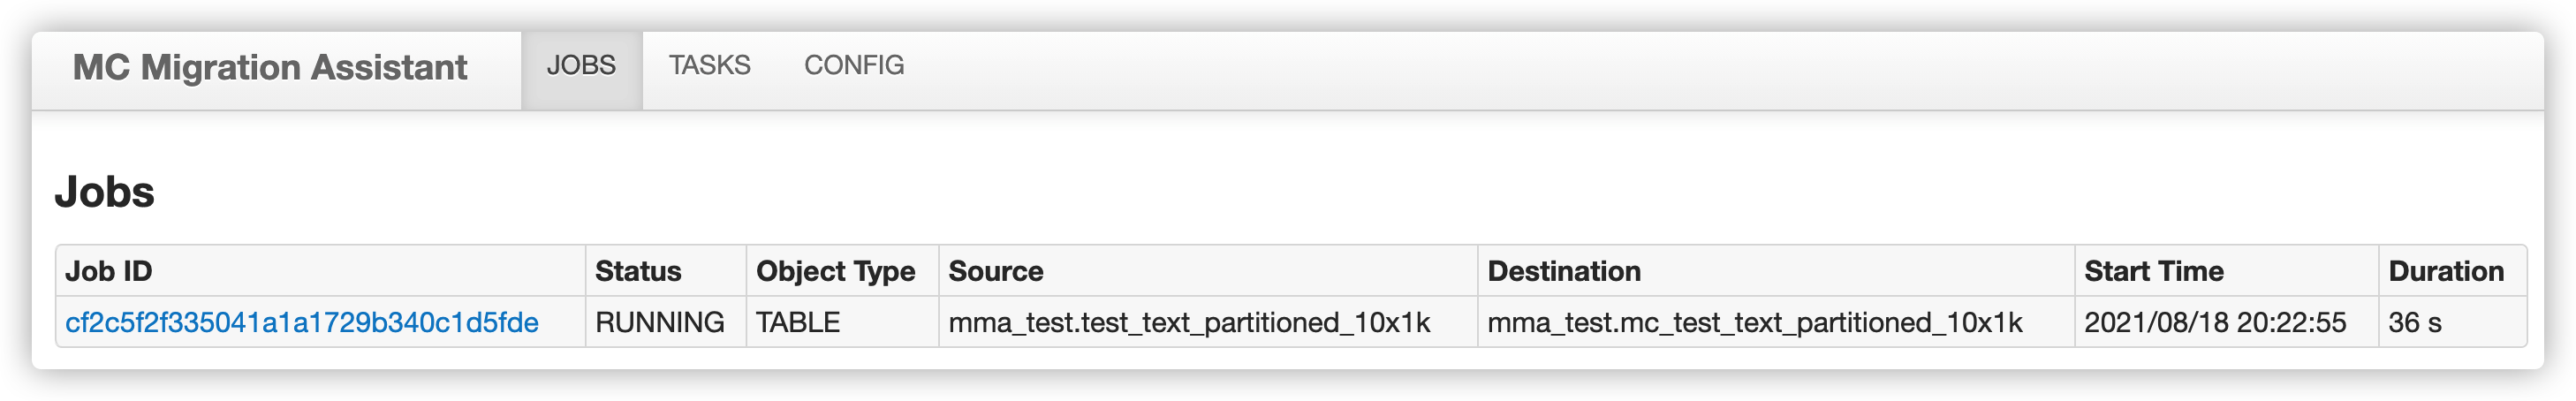 MC Migration Assistant JOBS TASKS CONFIG
Jobs
Job ID Status Object Type Source Destination Start Time Duration
cf2c5f2f335041a1a1729b340c1d5fde RUNNING TABLE mma_test.test_text_partitioned_10x1k mma_test.mc_test_text_partitioned_10x1k 2021/08/18 20:22:55 36 s